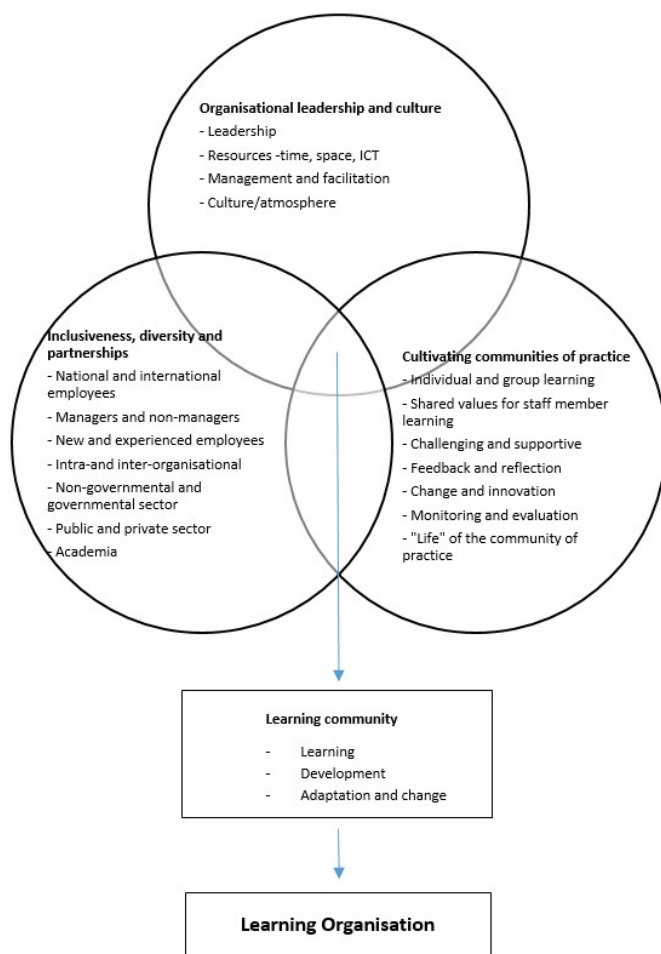 Organisational leadership and culture
- Leadership
- Resources -time, space, ICT
- Management and facilitation
- Culture/atmosphere
Inclusiveness, diversity and
partnerships
- National and international
employees
- Managers and non-managers
- New and experienced employees
- Intra-and inter-organisational
- Non-governmental and
governmental sector
- Public and private sector
- Academia
Cultivating communities of practice
- Individual and group learning
- Shared values for staff member
learning
- Challenging and supportive
- Feedback and reflection
- Change and innovation
- Monitoring and evaluation
- "Life" of the community of
practice
Learning community
- Learning
- Development
- Adaptation and change
Learning Organisation